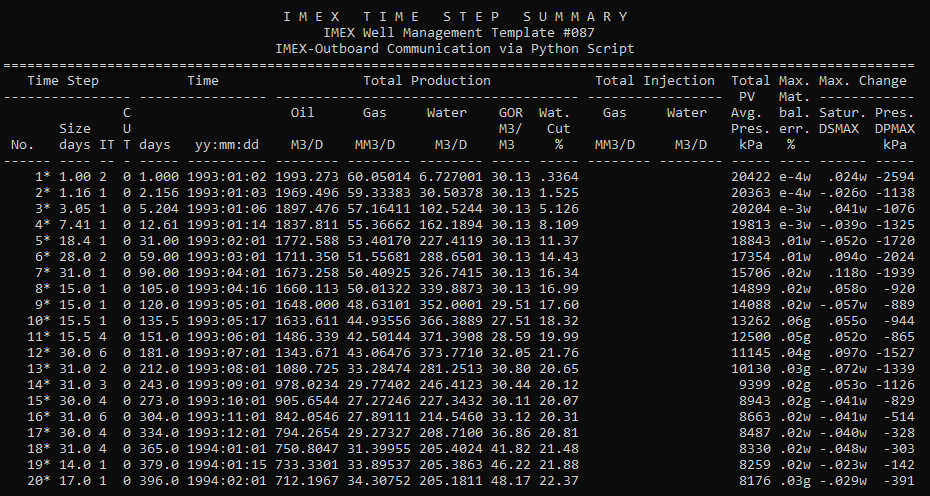 I M E X   T I M E   S T E P   S U M M A R Y
IMEX Well Management Template #087
IMEX-Outboard Communication via Python Script
================================================================================
Time Step Time Total Production Total Injection Total Max. Max. Change
---------------- ---------------- ------------------------------------ ---------------- PV Mat. ------------
C Oil Gas Water GOR Wat. Gas Water Avg. bal. Satur. Pres.
Size U M3/ Cut Pres. err. DSMAX DPMAX
No. days IT T days yy:mm:dd M3/D MM3/D M3/D M3 % MM3/D M3/D kPa % kPa
------ ---- -- - ----- -------- -------- -------- -------- ----- ----- -------- -------- ----- ---- ----- -----
1* 1.00 2 0 1.000 1993:01:02 1993.273 60.05014 6.727001 30.13 .3364 20422 e-4w .024w -2594
2* 1.16 1 0 2.156 1993:01:03 1969.496 59.33383 30.50378 30.13 1.525 20363 e-4w -.026o -1138
3* 3.05 1 0 5.204 1993:01:06 1897.476 57.16411 102.5244 30.13 5.126 20204 e-3w .041w -1076
4* 7.41 1 0 12.61 1993:01:14 1837.811 55.36662 162.1894 30.13 8.109 19813 e-3w -.039o -1325
5* 18.4 1 0 31.00 1993:02:01 1772.588 53.40170 227.4119 30.13 11.37 18843 .01w -.052o -1720
6* 28.0 2 0 59.00 1993:03:01 1711.350 51.55681 288.6501 30.13 14.43 17354 .01w .094o -2024
7* 31.0 1 0 90.00 1993:04:01 1673.258 50.40925 326.7415 30.13 16.34 15706 .02w .118o -1939
8* 15.0 1 0 105.0 1993:04:16 1660.113 50.01322 339.8873 30.13 16.99 14899 .02w .058o -920
9* 15.0 1 0 120.0 1993:05:01 1648.000 48.63101 352.0001 29.51 17.60 14088 .02w -.057w -889
10* 15.5 1 0 135.5 1993:05:17 1633.611 44.93556 366.3889 27.51 18.32 13262 .06g .055o -944
11* 15.5 4 0 151.0 1993:06:01 1486.339 42.50144 371.3908 28.59 19.99 12500 .05g .052o -865
12* 30.0 6 0 181.0 1993:07:01 1343.671 43.06476 373.7710 32.05 21.76 11145 .04g .097o -1527
13* 31.0 2 0 212.0 1993:08:01 1080.725 33.28474 281.2513 30.80 20.65 10130 .03g -.072w -1339
14* 31.0 3 0 243.0 1993:09:01 978.0234 29.77402 246.4123 30.44 20.12 9399 .02g .053o -1126
15* 30.0 4 0 273.0 1993:10:01 905.6544 27.27246 227.3432 30.11 20.07 8943 .02g -.041w -829
16* 31.0 6 0 304.0 1993:11:01 842.0546 27.89111 214.5460 33.12 20.31 8663 .02w -.041w -514
17* 30.0 4 0 334.0 1993:12:01 794.2654 29.27327 208.7100 36.86 20.81 8487 .02w -.040w -328
18* 31.0 4 0 365.0 1994:01:01 750.8047 31.39955 205.4024 41.82 21.48 8330 .02w -.048w -303
19* 14.0 1 0 379.0 1994:01:15 733.3301 33.89537 205.3863 46.22 21.88 8259 .02w -.023w -142
20* 17.0 1 0 396.0 1994:02:01 712.1967 34.30752 205.1811 48.17 22.37 8176 .03g -.029w -391